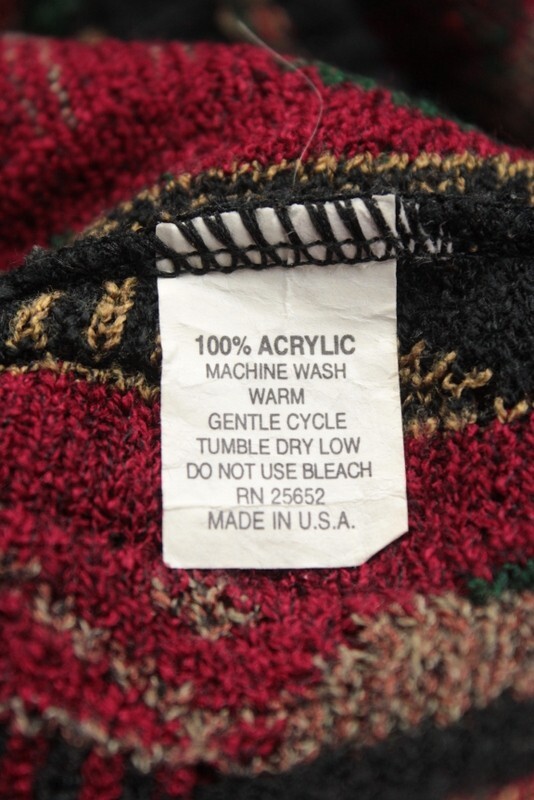 100% ACRYLIC
MACHINE WASH
WARM
GENTLE CYCLE
TUMBLE DRY LOW
DO NOT USE BLEACH
RN 25652
MADE IN U.S.A.